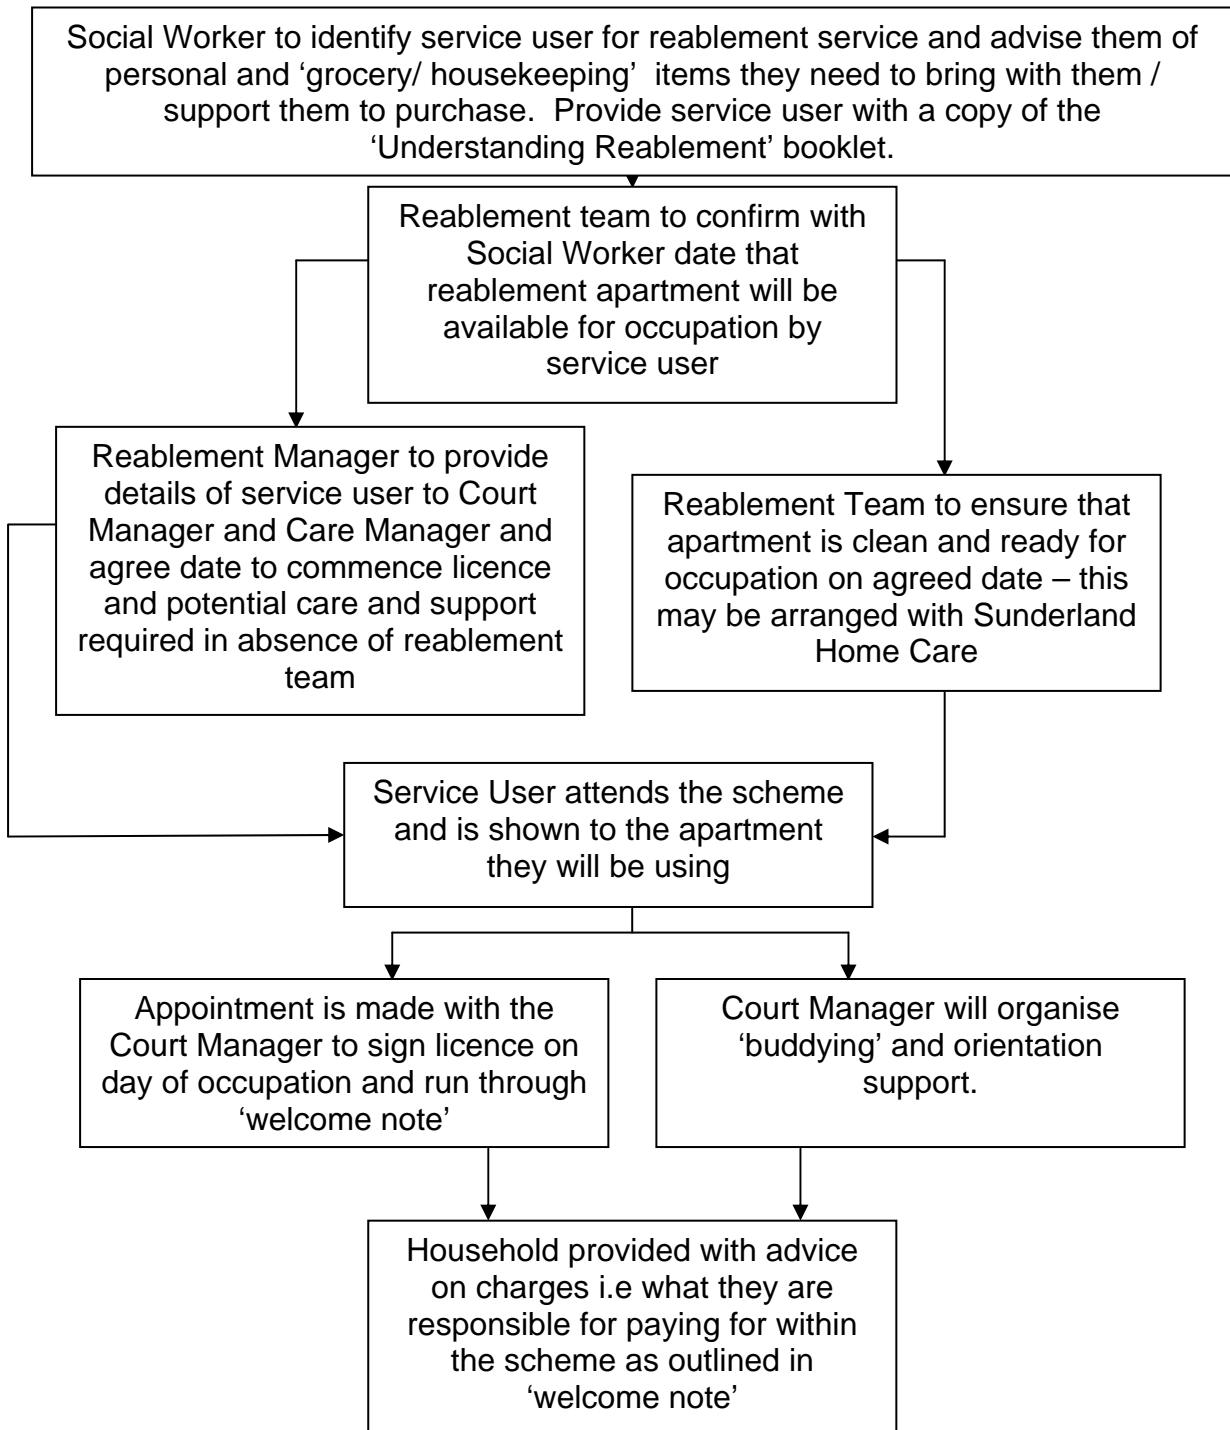 Social Worker to identify service user for reablement service and advise them of
personal and ‘grocery/ housekeeping’ items they need to bring with them /
support them to purchase. Provide service user with a copy of the
‘Understanding Reablement’ booklet.
Reablement team to confirm with
Social Worker date that
reablement apartment will be
available for occupation by
service user
Reablement Manager to provide
details of service user to Court
Manager and Care Manager and
agree date to commence licence
and potential care and support
required in absence of reablement
team
Reablement Team to ensure that
apartment is clean and ready for
occupation on agreed date – this
may be arranged with Sunderland
Home Care
Service User attends the scheme
and is shown to the apartment
they will be using
Appointment is made with the
Court Manager to sign licence on
day of occupation and run through
‘welcome note’
Court Manager will organise
‘buddying’ and orientation
support.
Household provided with advice
on charges i.e what they are
responsible for paying for within
the scheme as outlined in
‘welcome note’